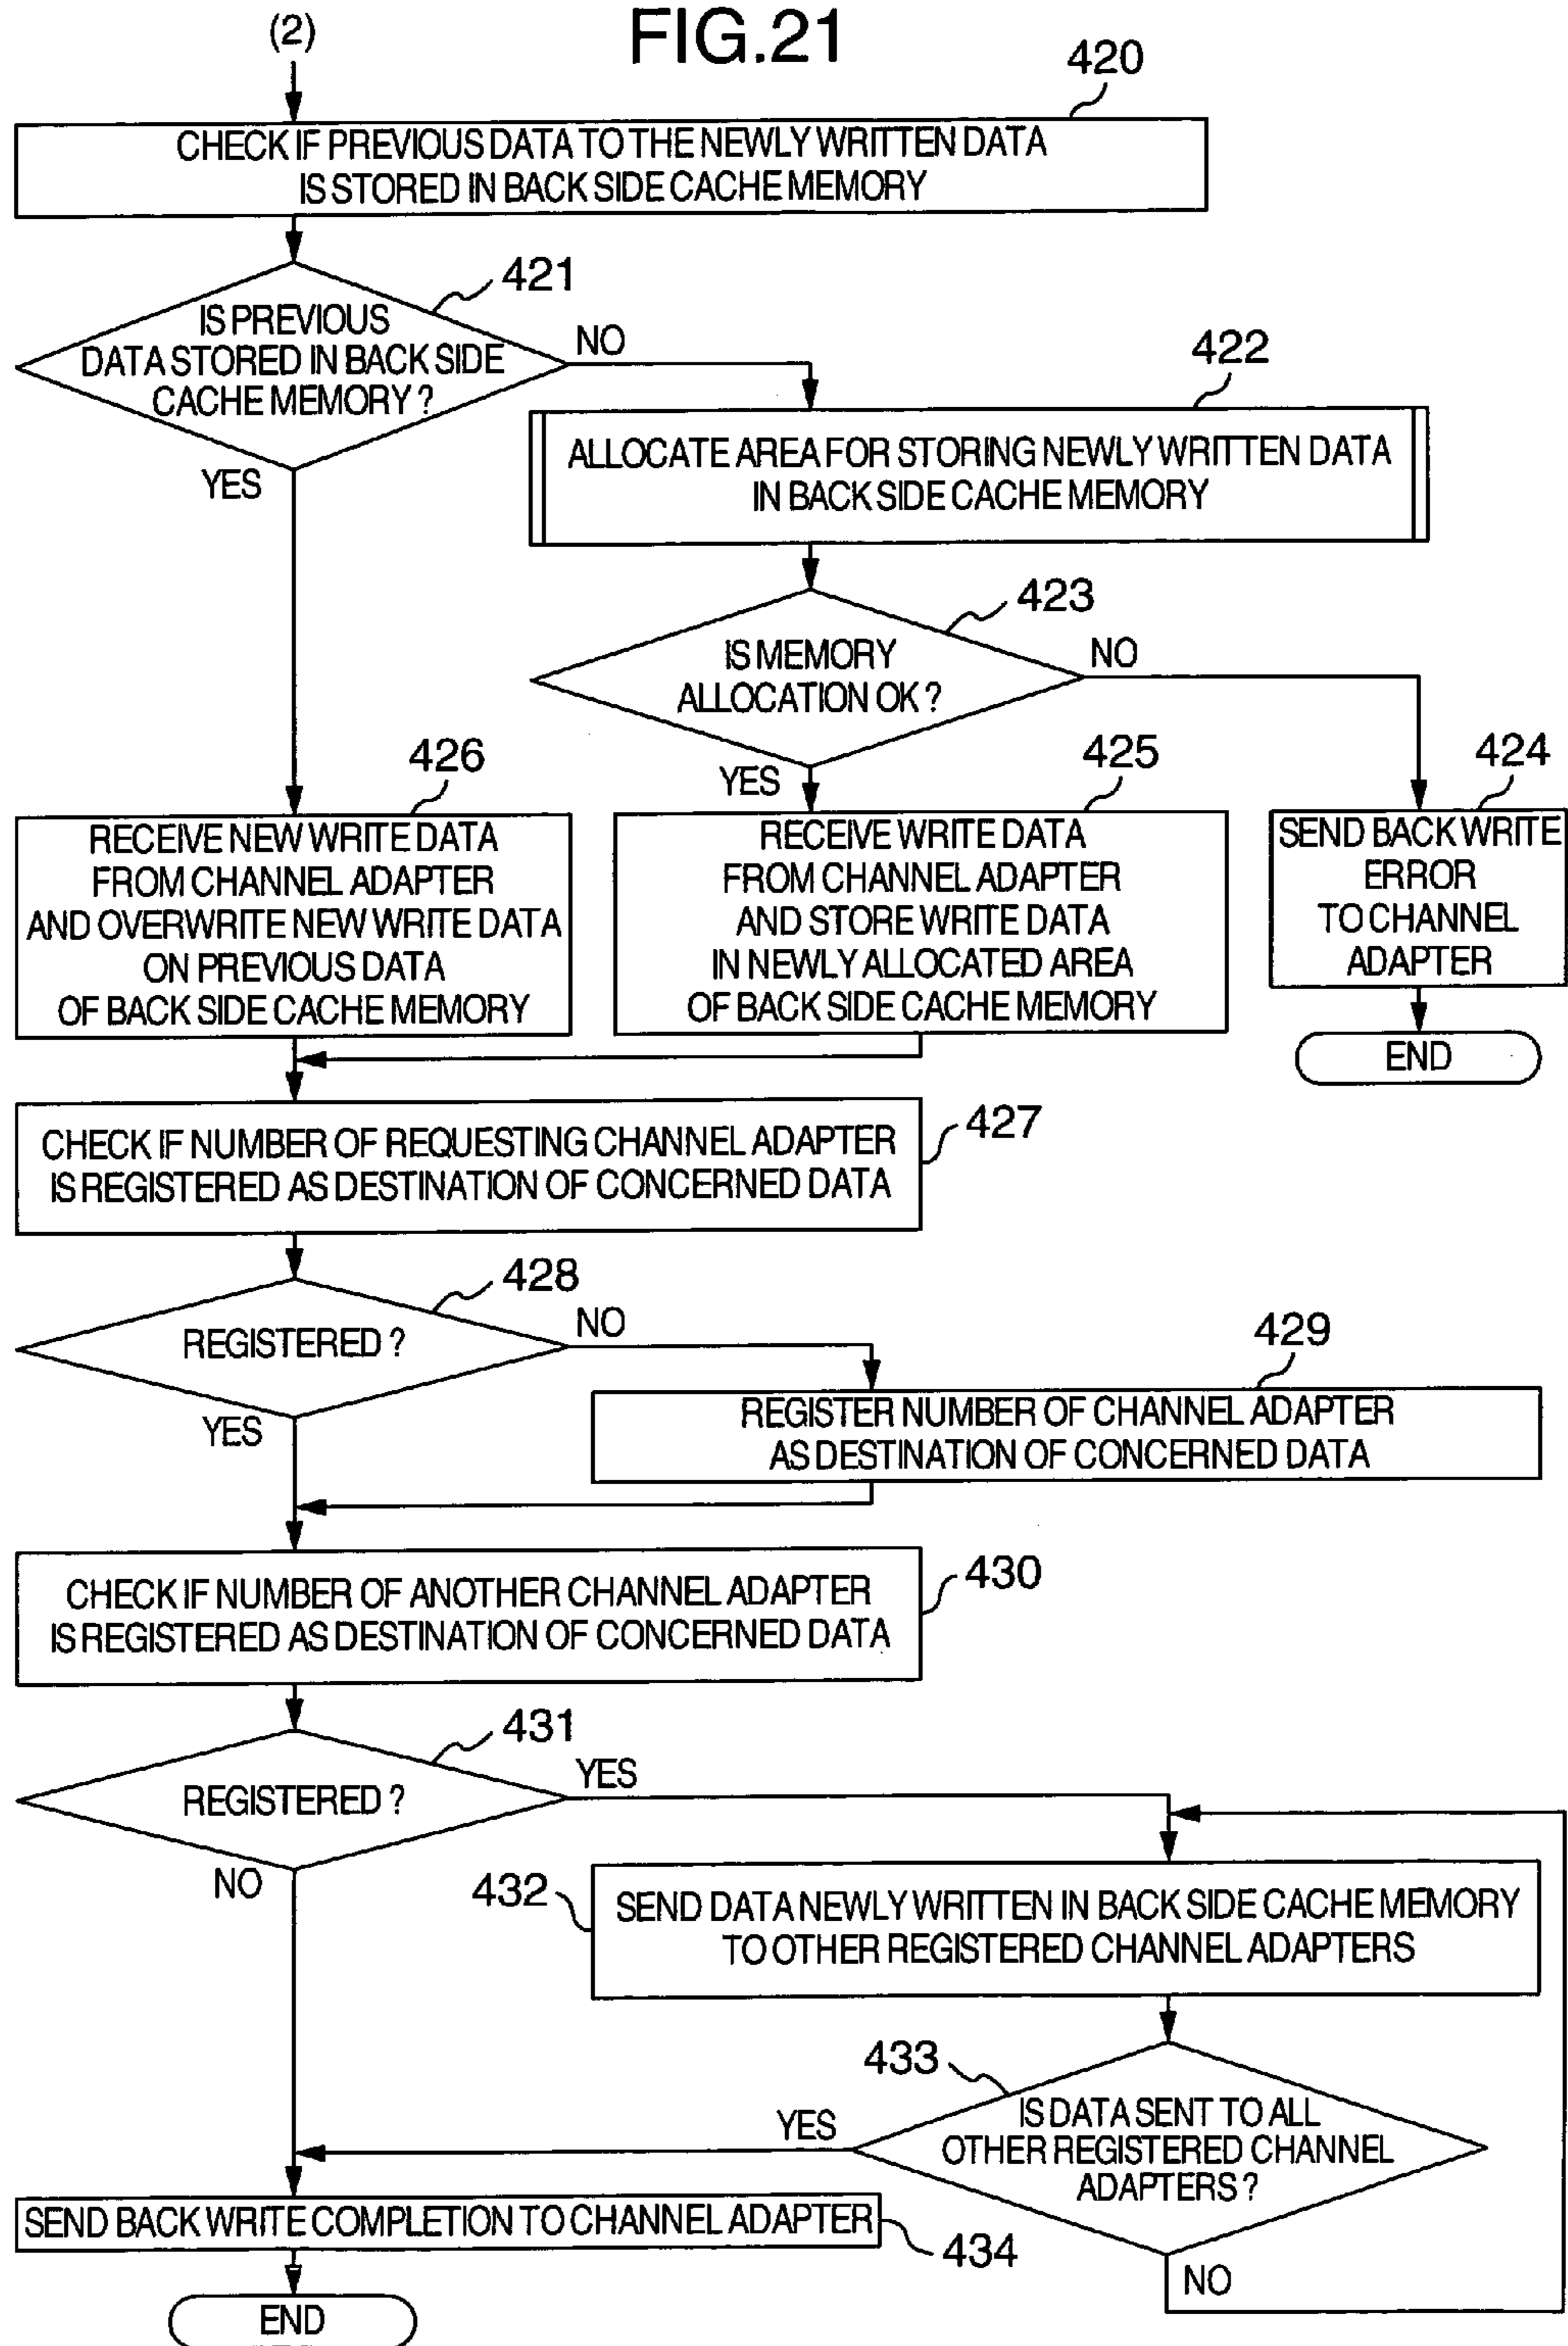 FIG.21
(2)
420
CHECK IF PREVIOUS DATA TO THE NEWLY WRITTEN DATA
IS STORED IN BACK SIDE CACHE MEMORY
421
IS PREVIOUS
DATA STORED IN BACK SIDE
CACHE MEMORY ?
NO
YES
422
ALLOCATE AREA FOR STORING NEWLY WRITTEN DATA
IN BACK SIDE CACHE MEMORY
423
IS MEMORY
ALLOCATION OK ?
NO
YES
426
RECEIVE NEW WRITE DATA
FROM CHANNEL ADAPTER
AND OVERWRITE NEW WRITE DATA
ON PREVIOUS DATA
OF BACK SIDE CACHE MEMORY
425
RECEIVE WRITE DATA
FROM CHANNEL ADAPTER
AND STORE WRITE DATA
IN NEWLY ALLOCATED AREA
OF BACK SIDE CACHE MEMORY
424
SEND BACK WRITE
ERROR
TO CHANNEL
ADAPTER
END
CHECK IF NUMBER OF REQUESTING CHANNEL ADAPTER
IS REGISTERED AS DESTINATION OF CONCERNED DATA
427
428
REGISTERED ?
NO
YES
429
REGISTER NUMBER OF CHANNEL ADAPTER
AS DESTINATION OF CONCERNED DATA
CHECK IF NUMBER OF ANOTHER CHANNEL ADAPTER
IS REGISTERED AS DESTINATION OF CONCERNED DATA
430
431
REGISTERED ?
YES
NO
432
SEND DATA NEWLY WRITTEN IN BACK SIDE CACHE MEMORY
TO OTHER REGISTERED CHANNEL ADAPTERS
433
IS DATA SENT TO ALL
OTHER REGISTERED CHANNEL
ADAPTERS ?
YES
NO
SEND BACK WRITE COMPLETION TO CHANNEL ADAPTER
434
END